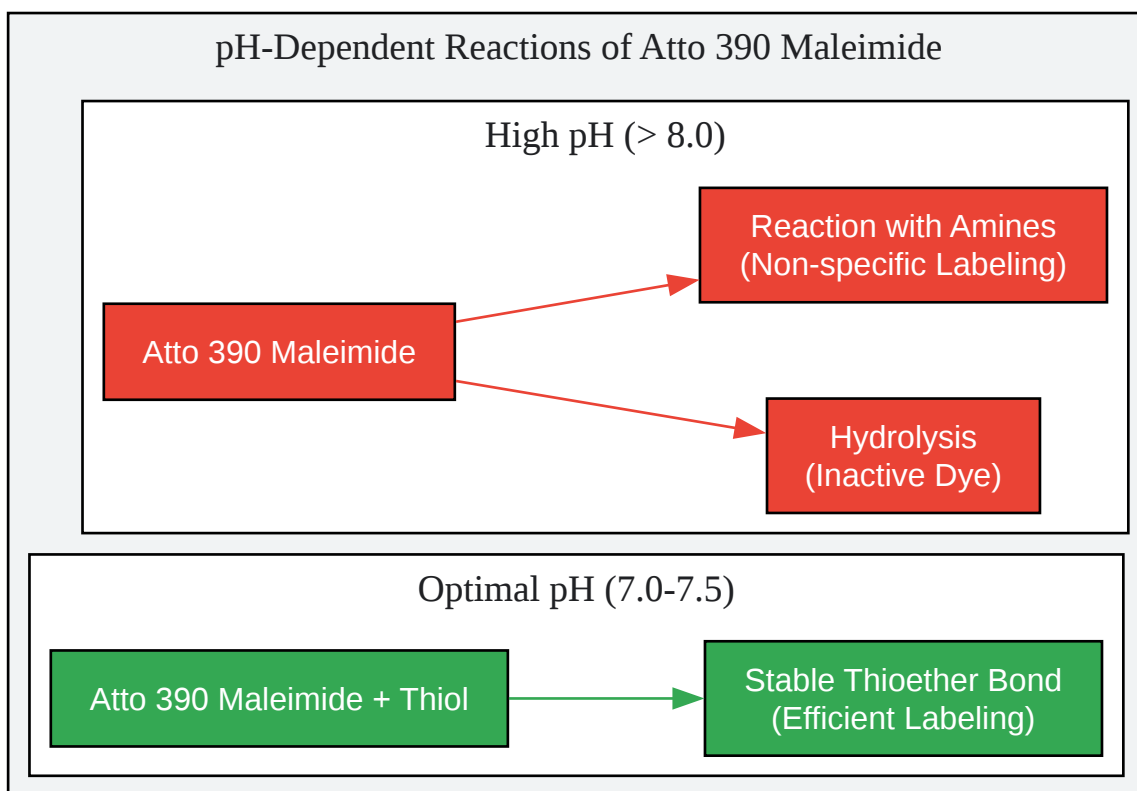 pH-Dependent Reactions of Atto 390 Maleimide
High pH (> 8.0)
Reaction with Amines
(Non-specific Labeling)
Atto 390 Maleimide
Hydrolysis
(Inactive Dye)
Optimal pH (7.0-7.5)
Atto 390 Maleimide + Thiol
Stable Thioether Bond
(Efficient Labeling)